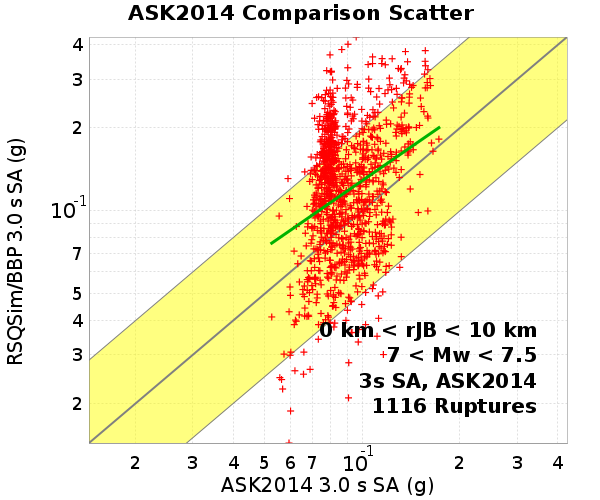 ASK2014 Comparison Scatter
RSQSim/BBP 3.0 s SA (g)
4
3
2
10-1
7
5
4
3
2
0 km < rJB < 10 km
7 < Mw < 7.5
3s SA, ASK2014
1116 Ruptures
2 3 4 5 6 7 10-1 2 3 4
ASK2014 3.0 s SA (g)